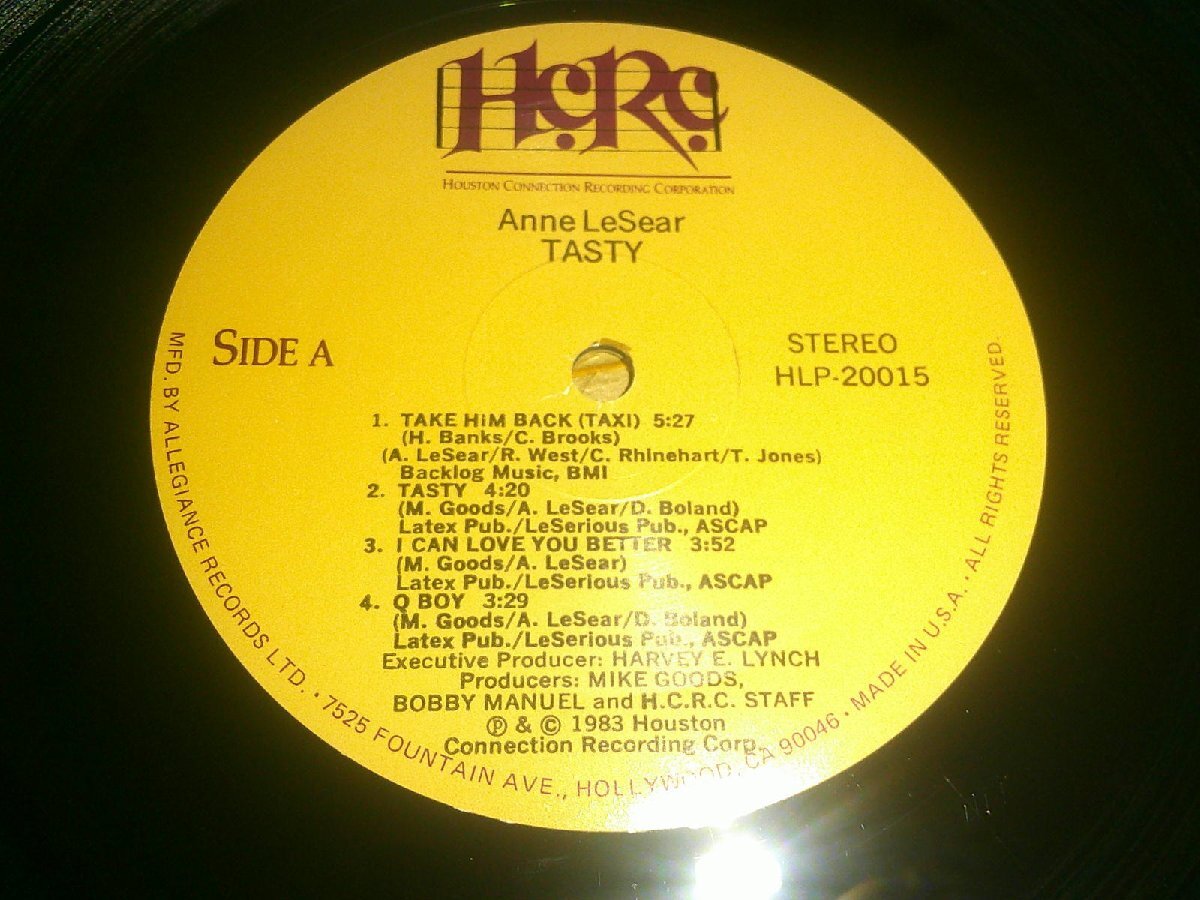 H.C.R.C.
HOUSTON CONNECTION RECORDING CORPORATION
Anne LeSear
TASTY
SIDE A
STEREO
HLP-20015
1. TAKE HIM BACK (TAXI) 5:27
(H. Banks/C. Brooks)
(A. LeSear/R. West/C. Rhinehart/T. Jones)
Backlog Music, BMI
2. TASTY 4:20
(M. Goods/A. LeSear/D. Boland)
Latex Pub./LeSerious Pub., ASCAP
3. I CAN LOVE YOU BETTER 3:52
(M. Goods/A. LeSear)
Latex Pub./LeSerious Pub., ASCAP
4. Q BOY 3:29
(M. Goods/A. LeSear/D. Boland)
Latex Pub./LeSerious Pub., ASCAP
Executive Producer: HARVEY E. LYNCH
Producers: MIKE GOODS,
BOBBY MANUEL and H.C.R.C. STAFF
℗ & © 1983 Houston
Connection Recording Corp.
MFD. BY ALLEGIANCE RECORDS LTD. · 7525 FOUNTAIN AVE., HOLLYWOOD, CA 90046 · MADE IN U.S.A. · ALL RIGHTS RESERVED.